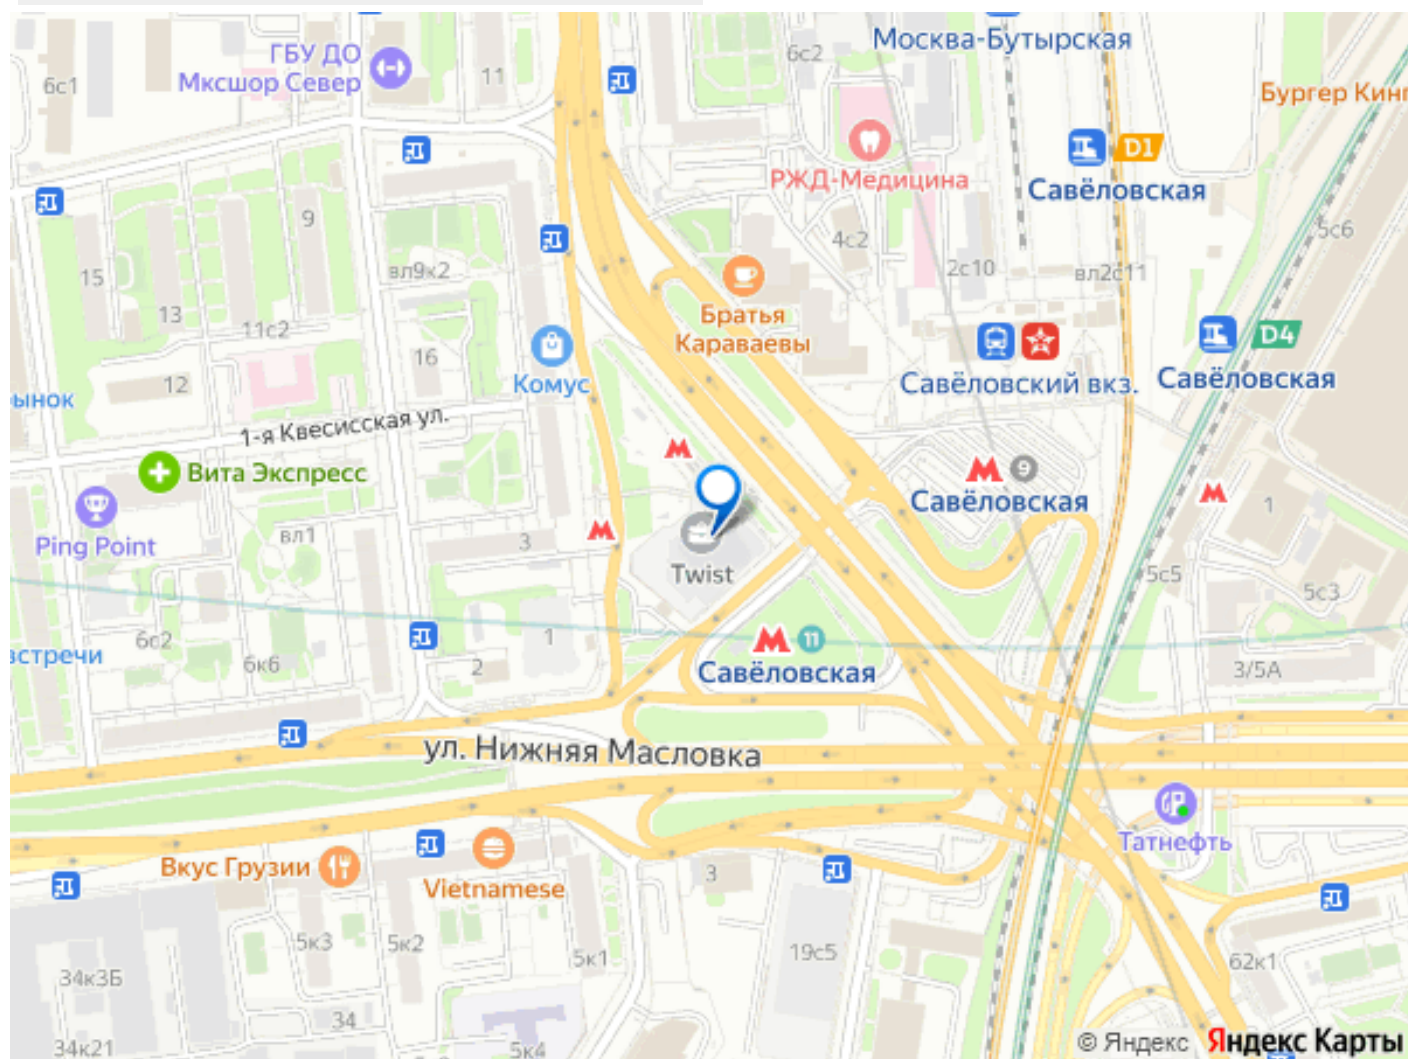 ГБУ ДО
Мксшор Север
6с1
11
6с2
Москва-Бутырская
Бургер Кинг
РЖД-Медицина
D1
Савёловская
9
15
13
вл9к2
4с2
2с10
вл2с11
5с6
11с2
16
12
Братья
Караваевы
Комус
Савёловский вкз.
D4
Савёловская
ынок
1-я Квесисская ул.
Вита Экспресс
М
М 9
Савёловская
М
1
Ping Point
вл1
3
М
Twist
5с5
5с3
6с2
6к6
2
1
М 11
Савёловская
3/5А
встречи
ул. Нижняя Масловка
Татнефть
Вкус Грузии
Vietnamese
3
5к3
5к2
5к1
19с5
62к1
34к3Б
34
34к21
5к4
© Яндекс Яндекс Карты